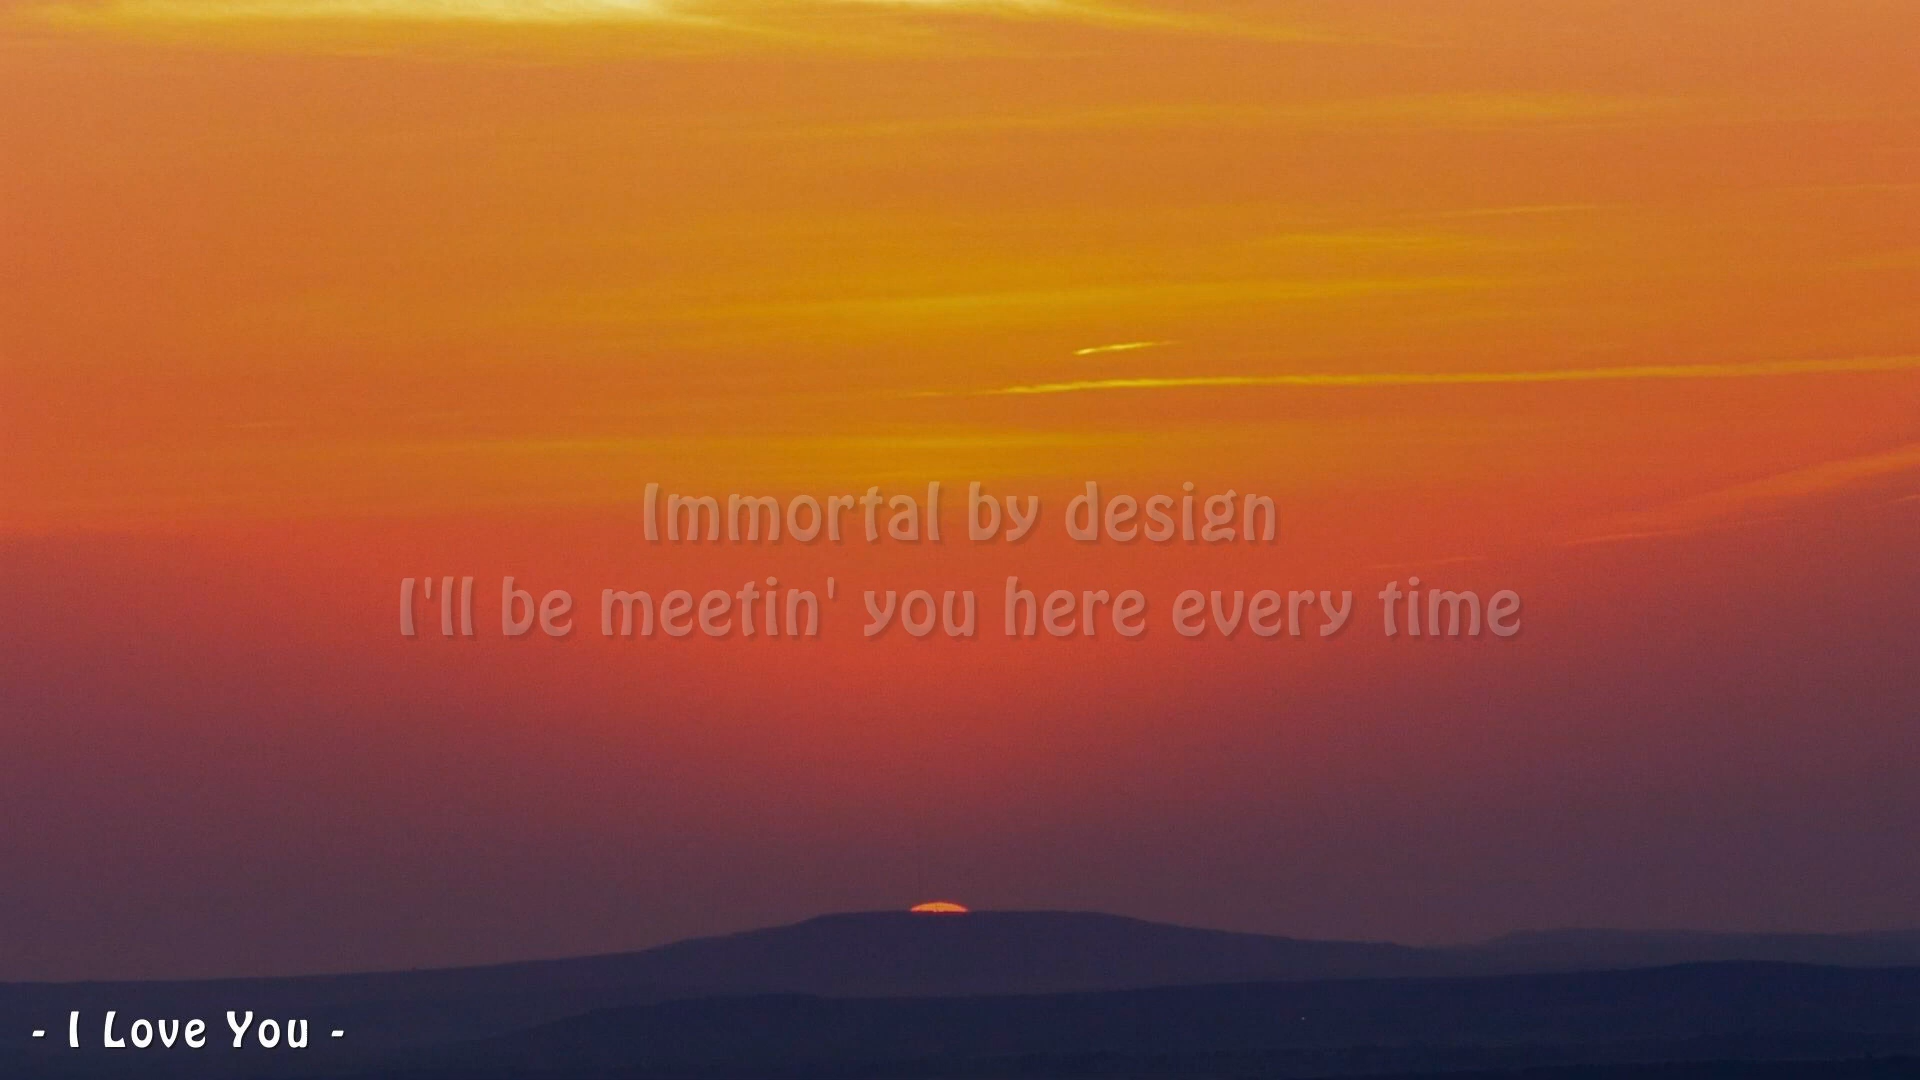 Immortal by design
I'll be meetin' you here every time
- I Love You -